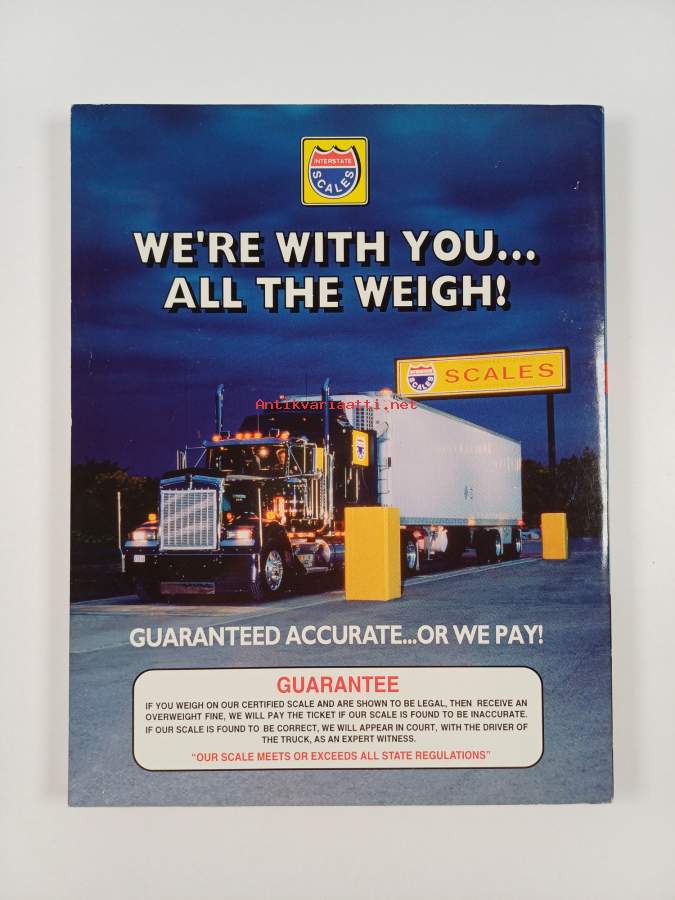 INTERSTATE
SCALES
WE'RE WITH YOU...
ALL THE WEIGH!
SCALES
SCALES
Antikvariaatti.net
GUARANTEED ACCURATE...OR WE PAY!
GUARANTEE
IF YOU WEIGH ON OUR CERTIFIED SCALE AND ARE SHOWN TO BE LEGAL, THEN RECEIVE AN
OVERWEIGHT FINE, WE WILL PAY THE TICKET IF OUR SCALE IS FOUND TO BE INACCURATE.
IF OUR SCALE IS FOUND TO BE CORRECT, WE WILL APPEAR IN COURT, WITH THE DRIVER OF
THE TRUCK, AS AN EXPERT WITNESS.
"OUR SCALE MEETS OR EXCEEDS ALL STATE REGULATIONS"